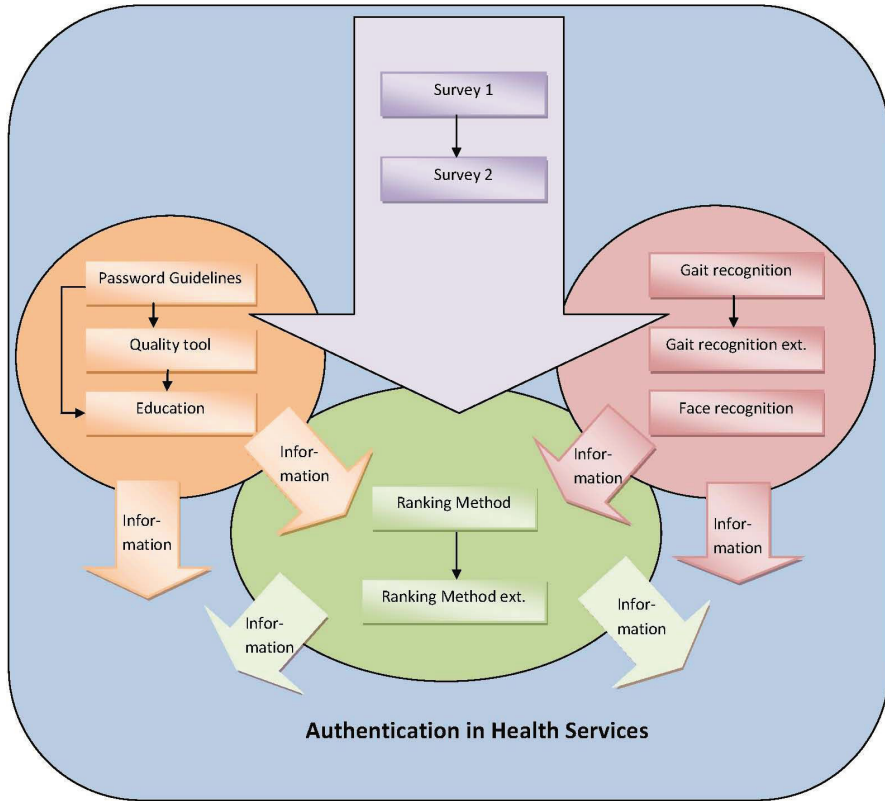 Survey 1
Survey 2
Password Guidelines
Quality tool
Education
Gait recognition
Gait recognition ext.
Face recognition
Infor-
mation
Infor-
mation
Infor-
mation
Infor-
mation
Ranking Method
Ranking Method ext.
Infor-
mation
Infor-
mation
Authentication in Health Services